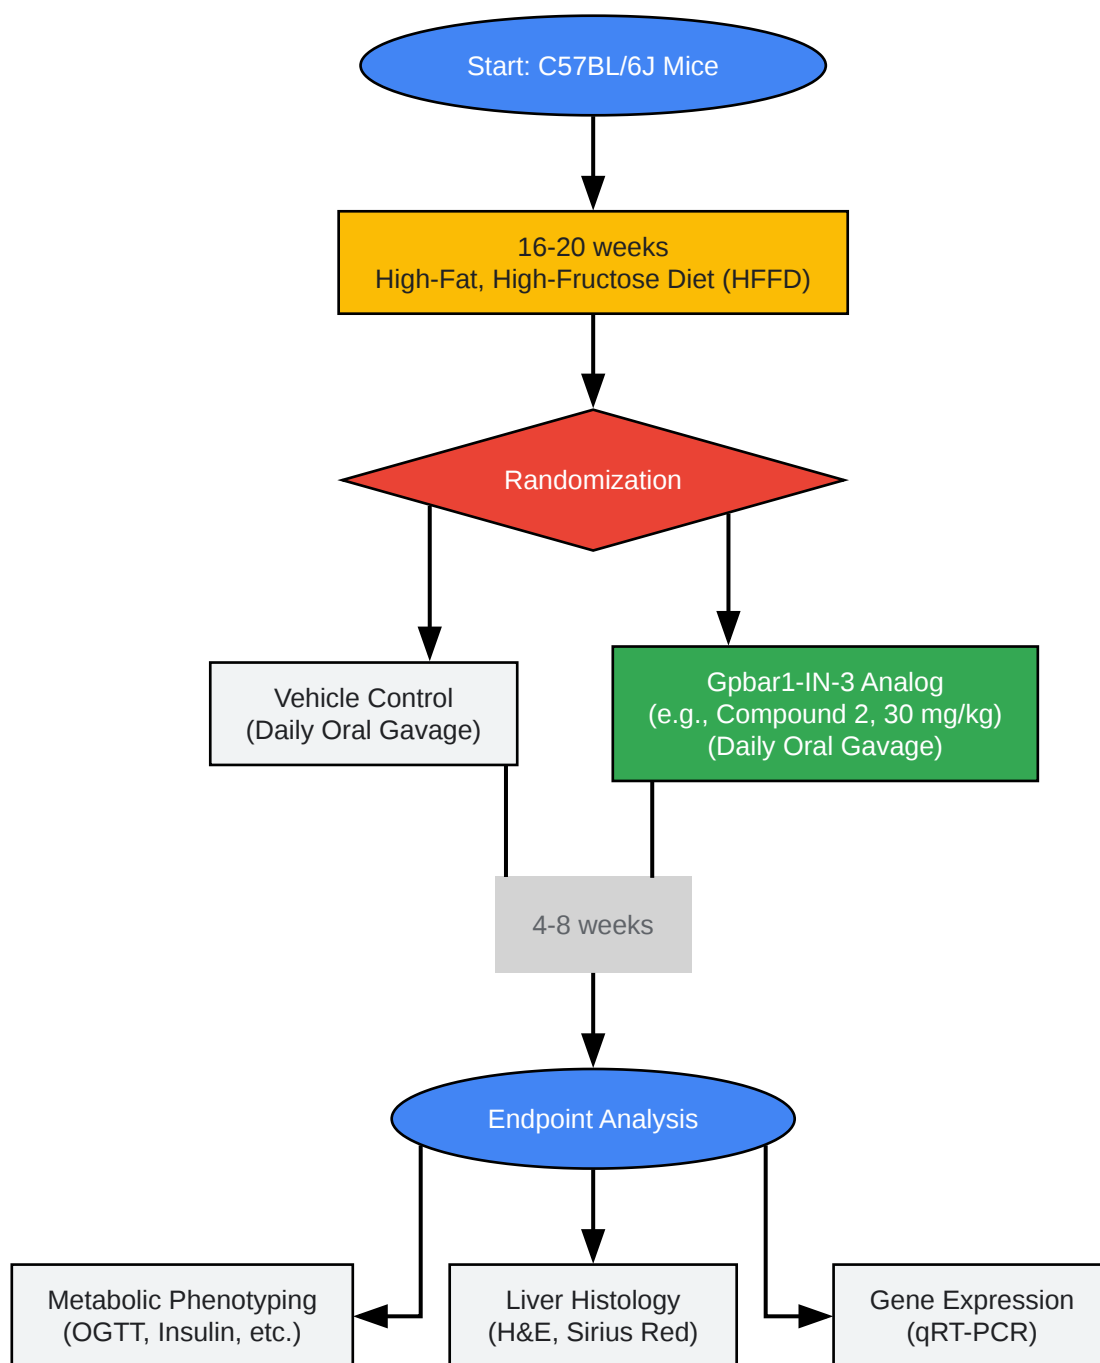 Start: C57BL/6J Mice
16-20 weeks
High-Fat, High-Fructose Diet (HFFD)
Randomization
Vehicle Control
(Daily Oral Gavage)
Gpbar1-IN-3 Analog
(e.g., Compound 2, 30 mg/kg)
(Daily Oral Gavage)
4-8 weeks
Endpoint Analysis
Metabolic Phenotyping
(OGTT, Insulin, etc.)
Liver Histology
(H&E, Sirius Red)
Gene Expression
(qRT-PCR)